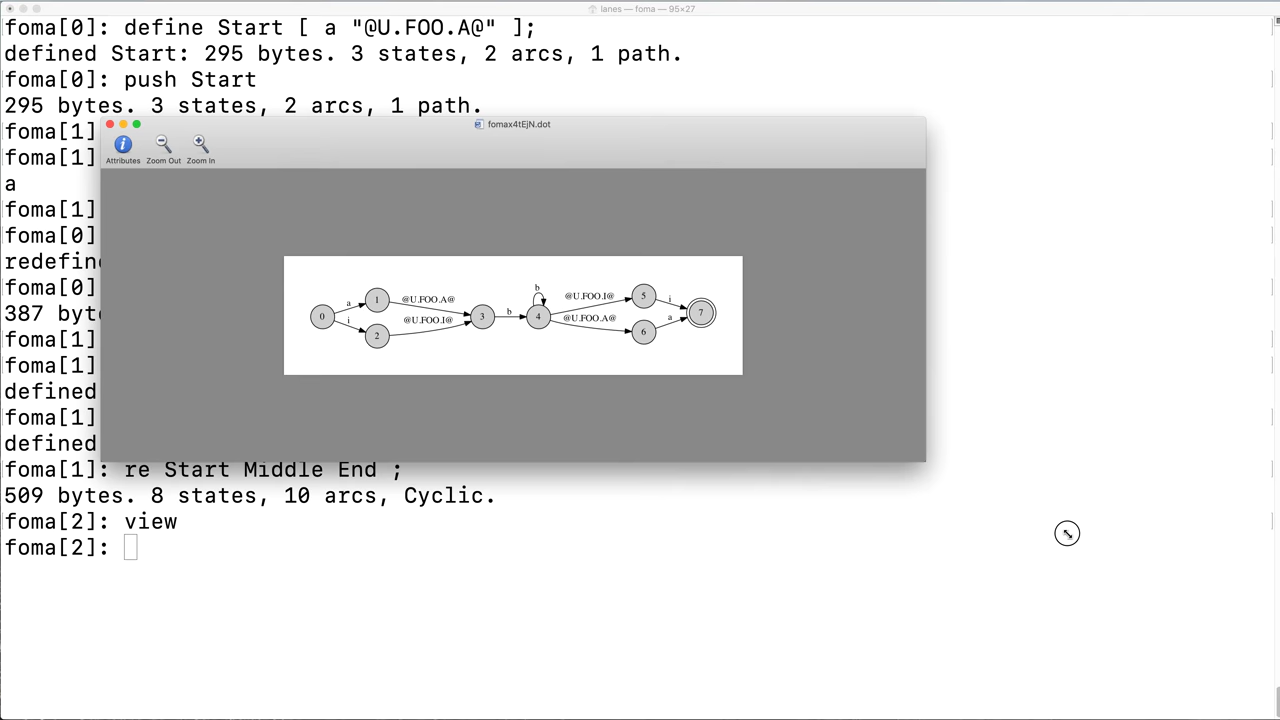 lanes — foma — 95×27
foma[0]: define Start [ a "@U.FOO.A@" ];
defined Start: 295 bytes. 3 states, 2 arcs, 1 path.
foma[0]: push Start
295 bytes. 3 states, 2 arcs, 1 path.
foma[1]
foma[1]
a
foma[1]
foma[0]
redefine
foma[0]
387 byt
foma[1]
foma[1]
defined
foma[1]
defined
foma[1]: re Start Middle End ;
509 bytes. 8 states, 10 arcs, Cyclic.
foma[2]: view
foma[2]:
fomax4tEjN.dot
Attributes Zoom Out Zoom In
b
a 1 @U.FOO.A@ @U.FOO.I@ 5 i
0 3 b 4 7
i 2 @U.FOO.I@ @U.FOO.A@ 6 a